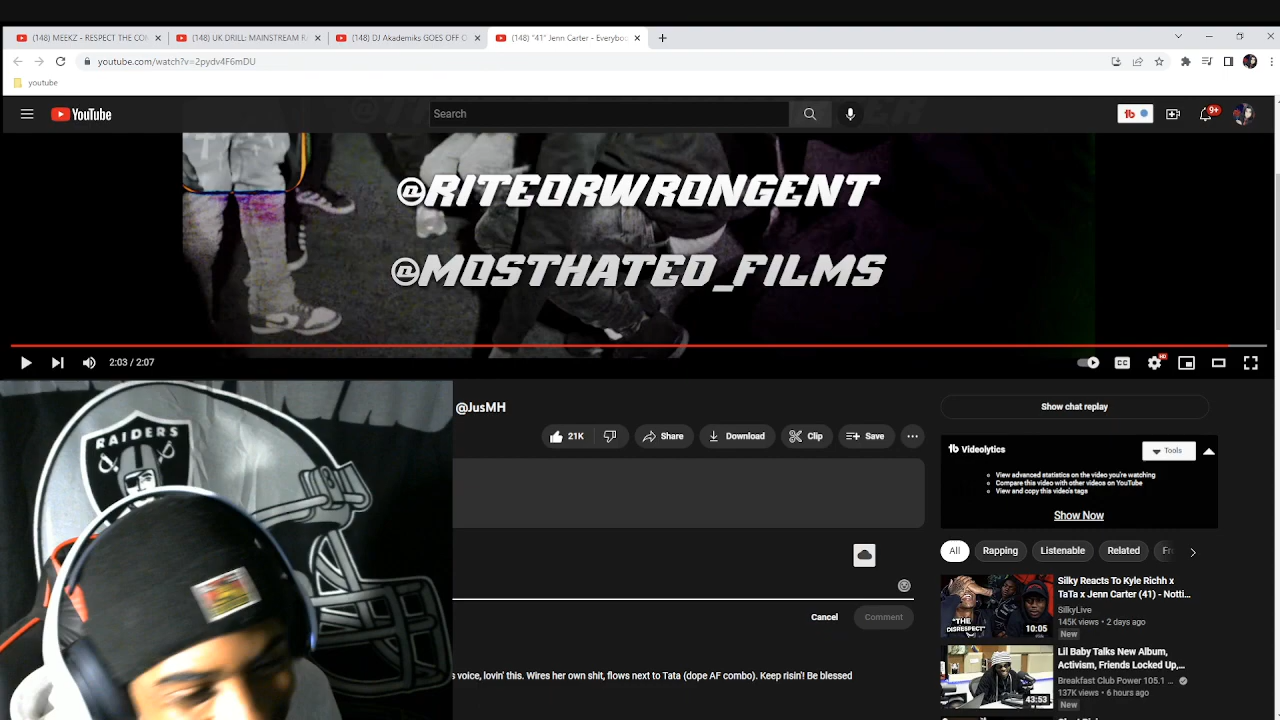 (148) MEEKZ - RESPECT THE COM
(148) UK DRILL: MAINSTREAM R
(148) DJ Akademiks GOES OFF O
(148) "41" Jenn Carter - Everybo
youtube.com/watch?v=2pydv4F6mDU
youtube
YouTube
Search
9+
@RITEORWRONGENT
@MOSTHATED_FILMS
2:03 / 2:07
CC
HD
@JusMH
21K
Share
Download
Clip
Save
Show chat replay
Videolytics
Tools
View advanced statistics on the video you're watching
Compare this video with other videos on YouTube
View and copy this video's tags
Show Now
All
Rapping
Listenable
Related
Cancel
Comment
s voice, lovin' this. Wires her own shit, flows next to Tata (dope AF combo). Keep risin'! Be blessed
RAIDERS
"THE DISRESPECT"
10:05
Silky Reacts To Kyle Richh x
TaTa x Jenn Carter (41) - Notti...
SilkyLive
145K views • 2 days ago
New
43:53
Lil Baby Talks New Album,
Activism, Friends Locked Up,...
Breakfast Club Power 105.1 ...
137K views • 6 hours ago
New